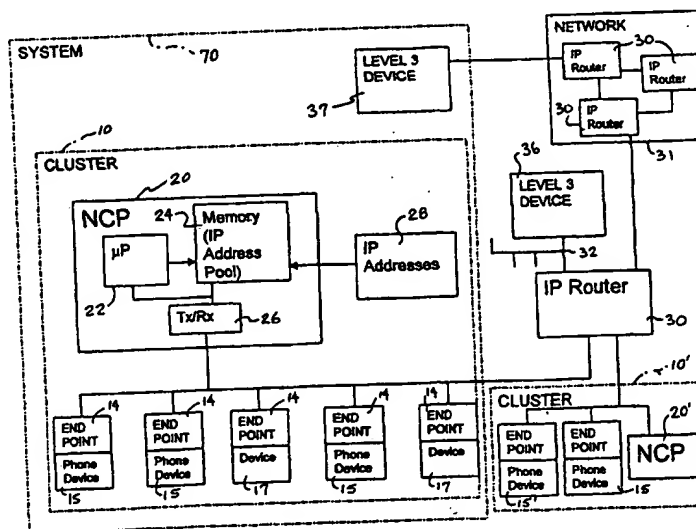 SYSTEM
70
LEVEL 3
DEVICE
37
NETWORK
30
IP
Router
IP
Router
30
IP
Router
31
10
CLUSTER
20
NCP
24
Memory
(IP
Address
Pool)
µP
22
Tx/Rx
26
28
IP
Addresses
36
LEVEL 3
DEVICE
32
IP Router
30
14
END
POINT
Phone
Device
15
14
END
POINT
Phone
Device
15
14
END
POINT
Device
17
14
END
POINT
Phone
Device
15
14
END
POINT
Device
17
10'
CLUSTER
END
POINT
Phone
Device
15'
END
POINT
Phone
Device
15
20'
NCP